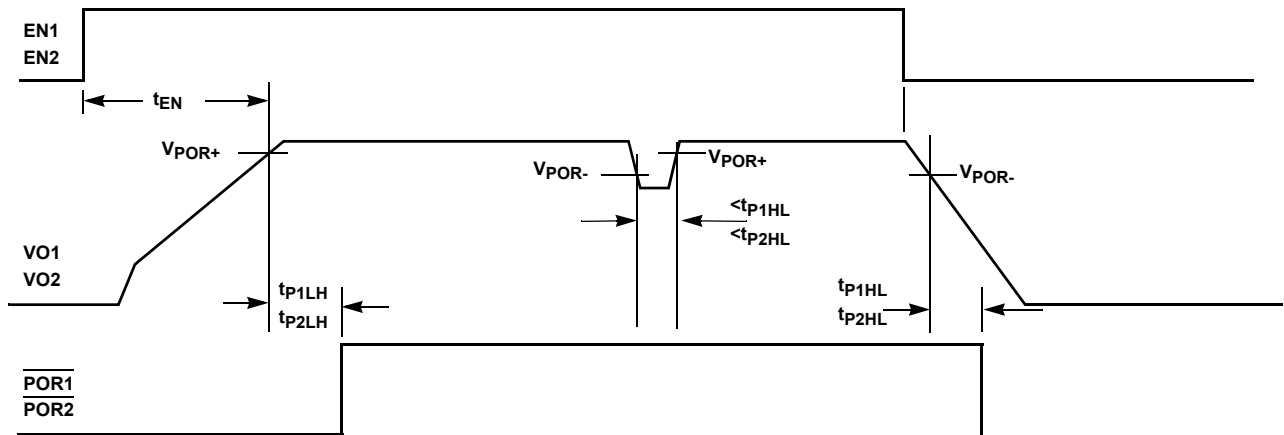 EN1
EN2
tEN
VPOR+
VPOR-
VPOR+
VPOR-
<tP1HL
<tP2HL
VO1
VO2
tP1LH
tP2LH
tP1HL
tP2HL
POR1
POR2